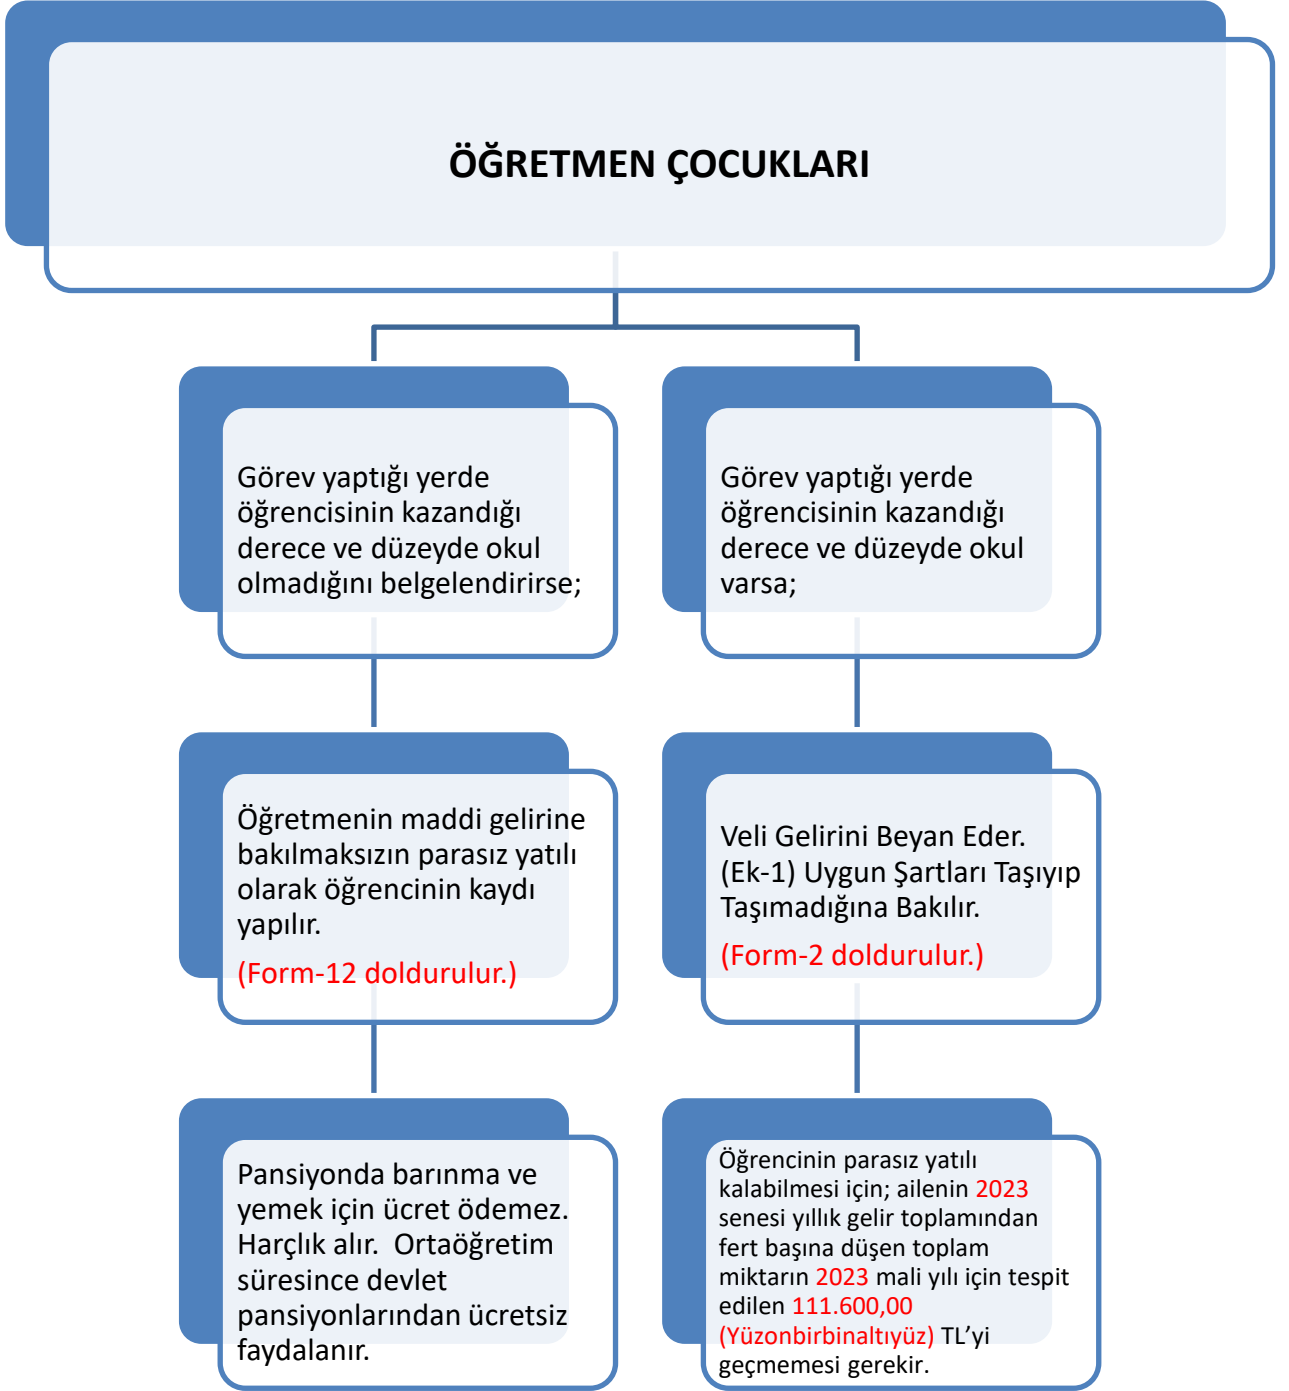 ÖĞRETMEN ÇOCUKLARI
Görev yaptığı yerde
öğrencisinin kazandığı
derece ve düzeyde okul
olmadığını belgelendirirse;
Öğretmenin maddi gelirine
bakılmaksızın parasız yatılı
olarak öğrencinin kaydı
yapılır.
(Form-12 doldurulur.)
Pansiyonda barınma ve
yemek için ücret ödemez.
Harçlık alır.  Ortaöğretim
süresince devlet
pansiyonlarından ücretsiz
faydalanır.
Görev yaptığı yerde
öğrencisinin kazandığı
derece ve düzeyde okul
varsa;
Veli Gelirini Beyan Eder.
(Ek-1) Uygun Şartları Taşıyıp
Taşımadığına Bakılır.
(Form-2 doldurulur.)
Öğrencinin parasız yatılı
kalabilmesi için; ailenin 2023
senesi yıllık gelir toplamından
fert başına düşen toplam
miktarın 2023 mali yılı için tespit
edilen 111.600,00
(Yüzonbirbinaltıyüz) TL’yi
geçmemesi gerekir.